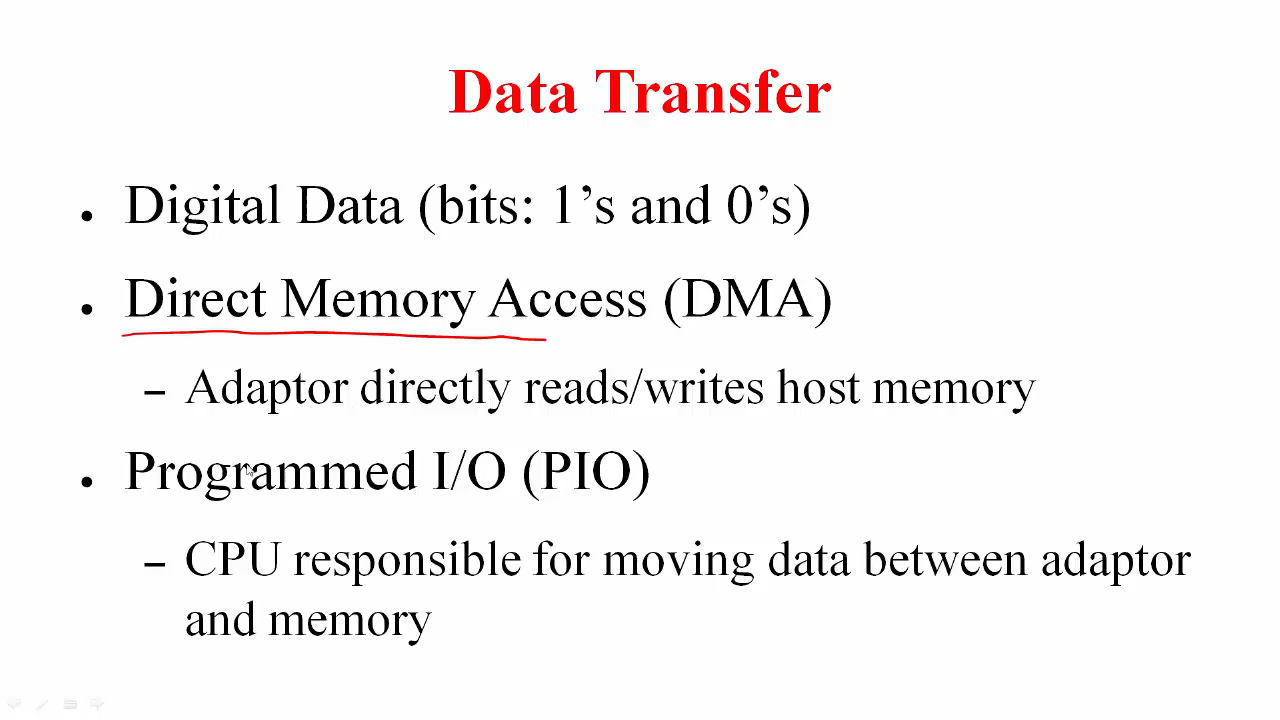 Data Transfer
Digital Data (bits: 1’s and 0’s)
Direct Memory Access (DMA)
– Adaptor directly reads/writes host memory
Programmed I/O (PIO)
– CPU responsible for moving data between adaptor
and memory